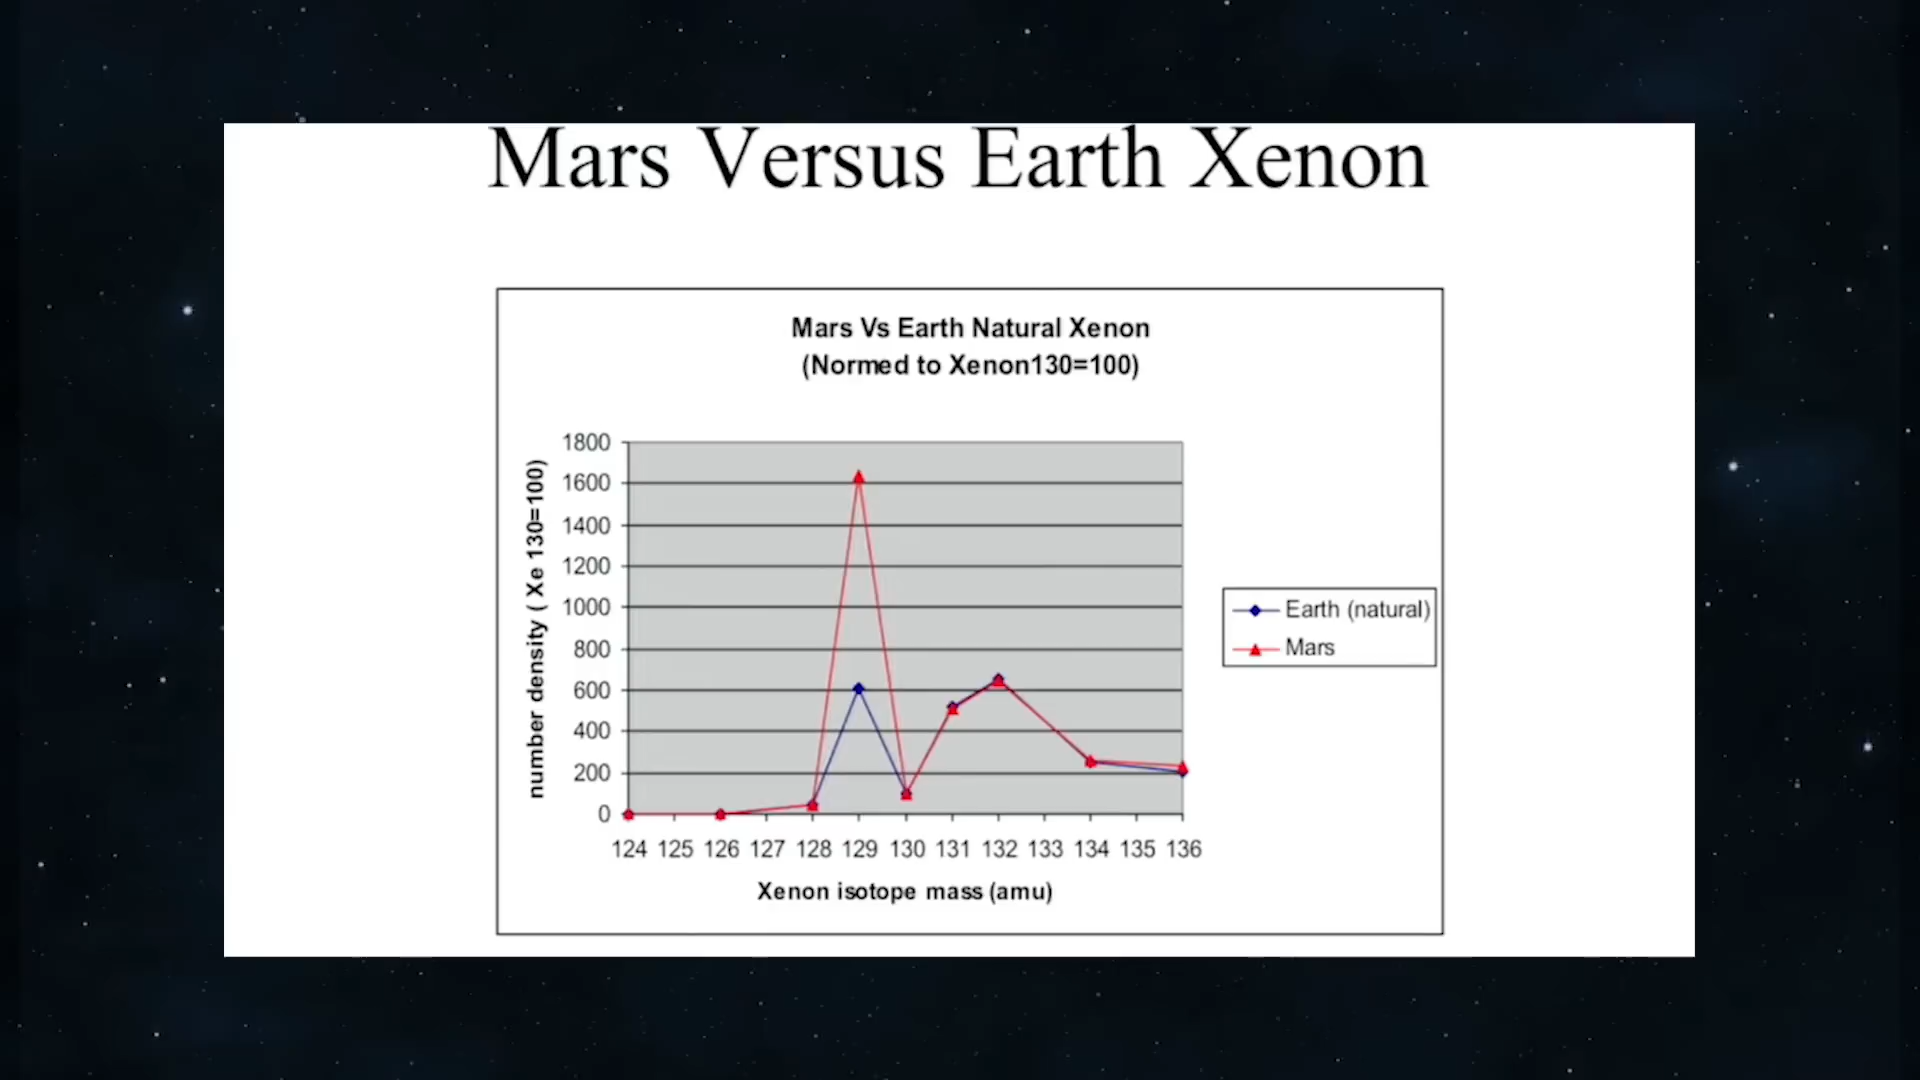 Mars Versus Earth Xenon
Mars Vs Earth Natural Xenon
(Normed to Xenon130=100)
number density ( Xe 130=100)
1800
1600
1400
1200
1000
800
600
400
200
0
124 125 126 127 128 129 130 131 132 133 134 135 136
Xenon isotope mass (amu)
Earth (natural)
Mars